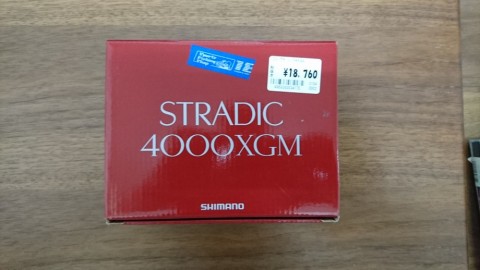 ¥18,760
STRADIC
4000XGM
SHIMANO